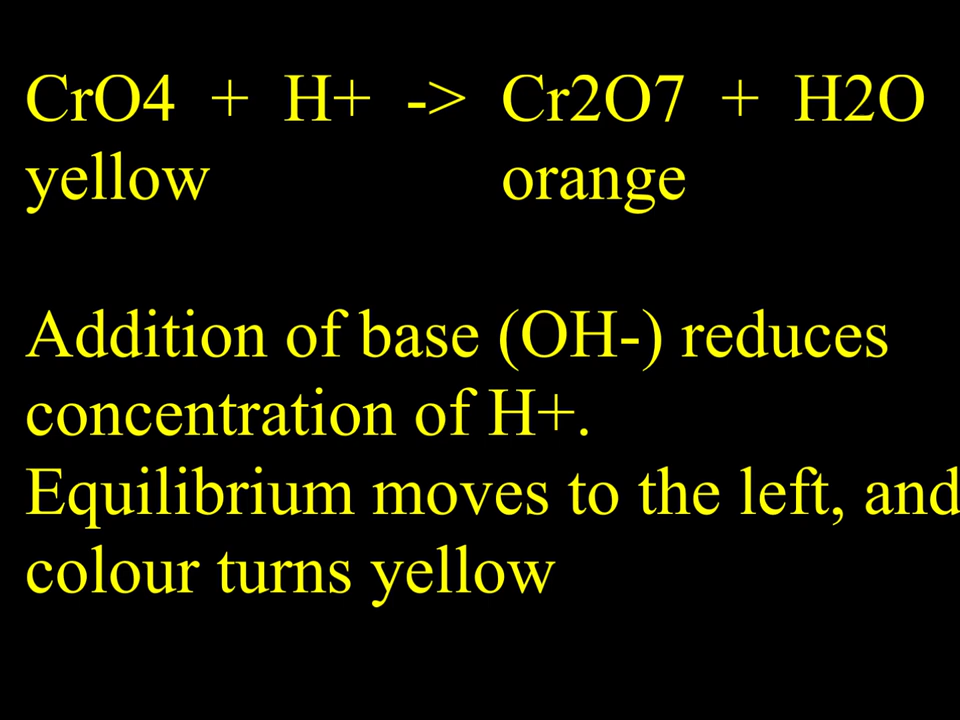 CrO4 + H+ -> Cr2O7 + H2O
yellow orange
Addition of base (OH-) reduces
concentration of H+.
Equilibrium moves to the left, and
colour turns yellow